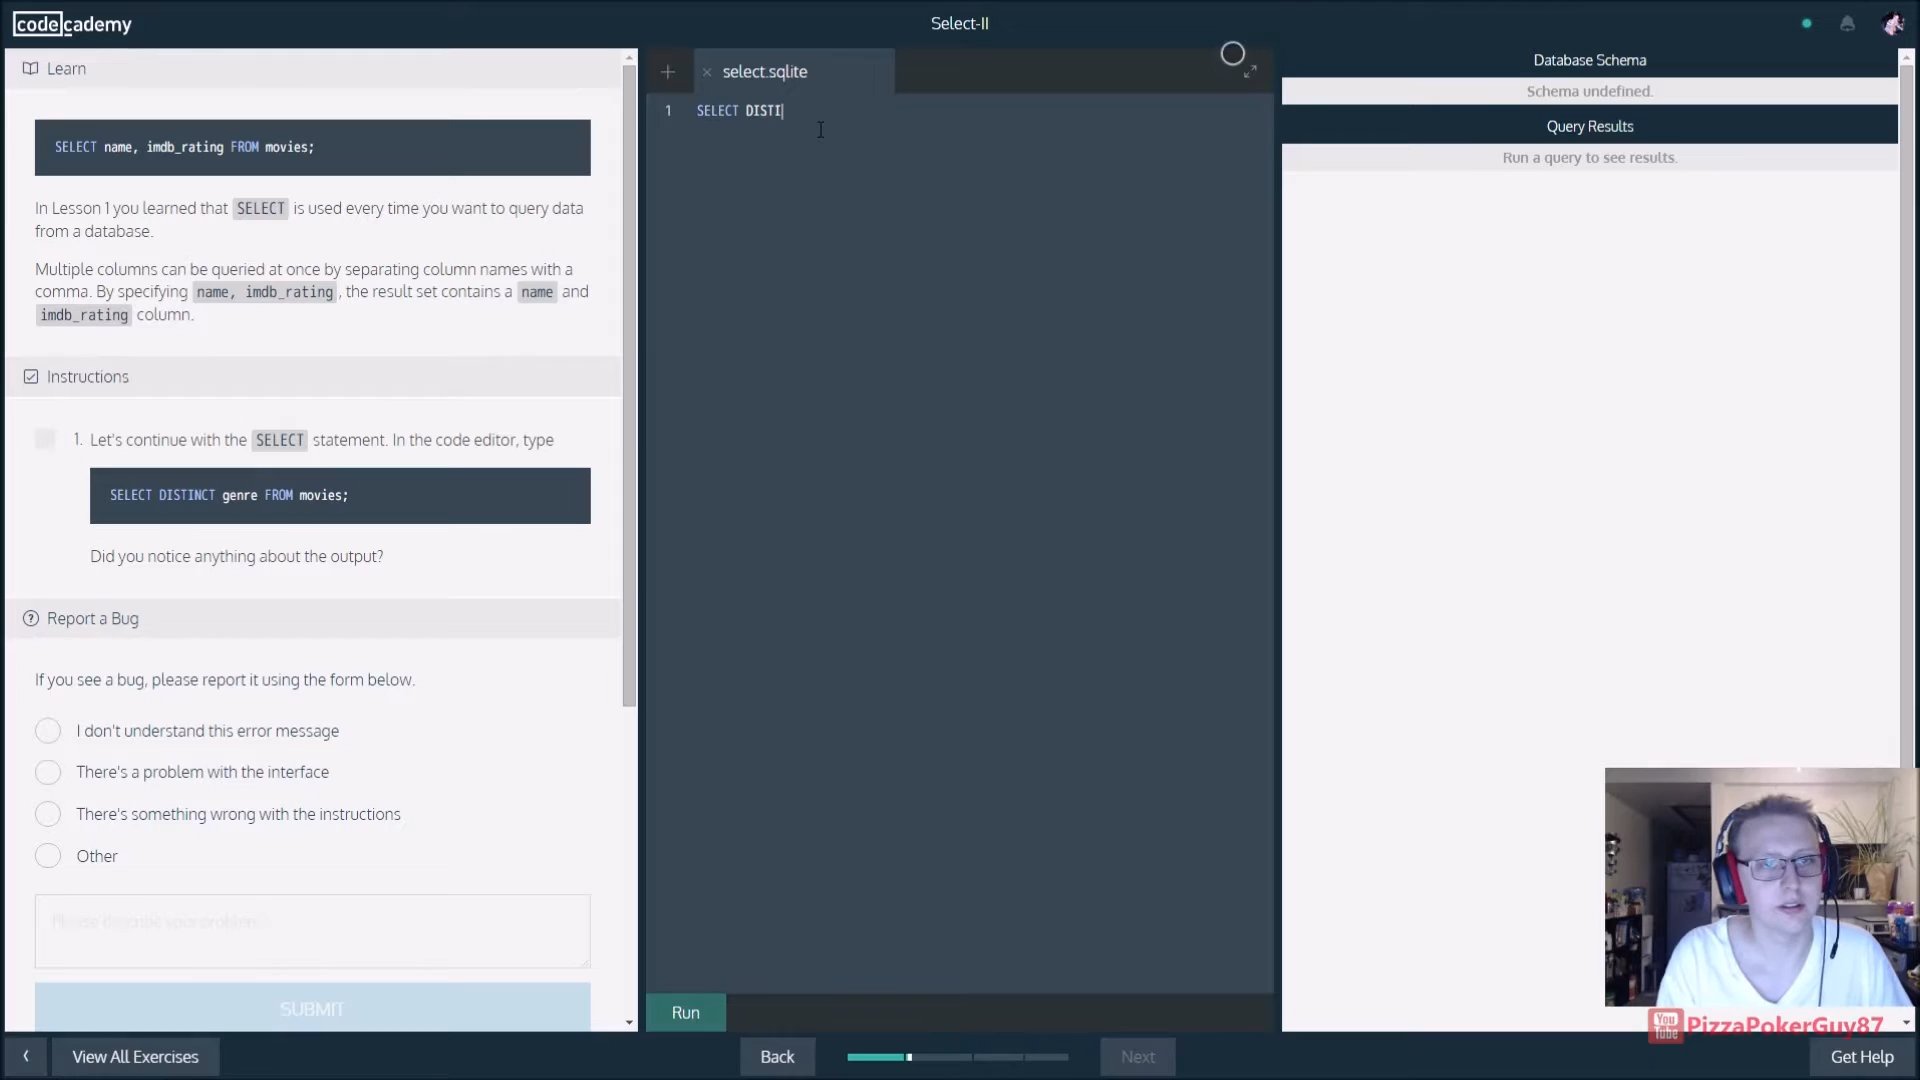 codecademy
Select-II
Learn
SELECT name, imdb_rating FROM movies;
In Lesson 1 you learned that SELECT is used every time you want to query data
from a database.
Multiple columns can be queried at once by separating column names with a
comma. By specifying name, imdb_rating, the result set contains a name and
imdb_rating column.
Instructions
1. Let's continue with the SELECT statement. In the code editor, type
SELECT DISTINCT genre FROM movies;
Did you notice anything about the output?
Report a Bug
If you see a bug, please report it using the form below.
I don't understand this error message
There's a problem with the interface
There's something wrong with the instructions
Other
Please describe your problem...
SUBMIT
View All Exercises
select.sqlite
1 SELECT DISTI
Run
Back
Next
Database Schema
Schema undefined.
Query Results
Run a query to see results.
You
Tube
PizzaPokerGuy87
Get Help